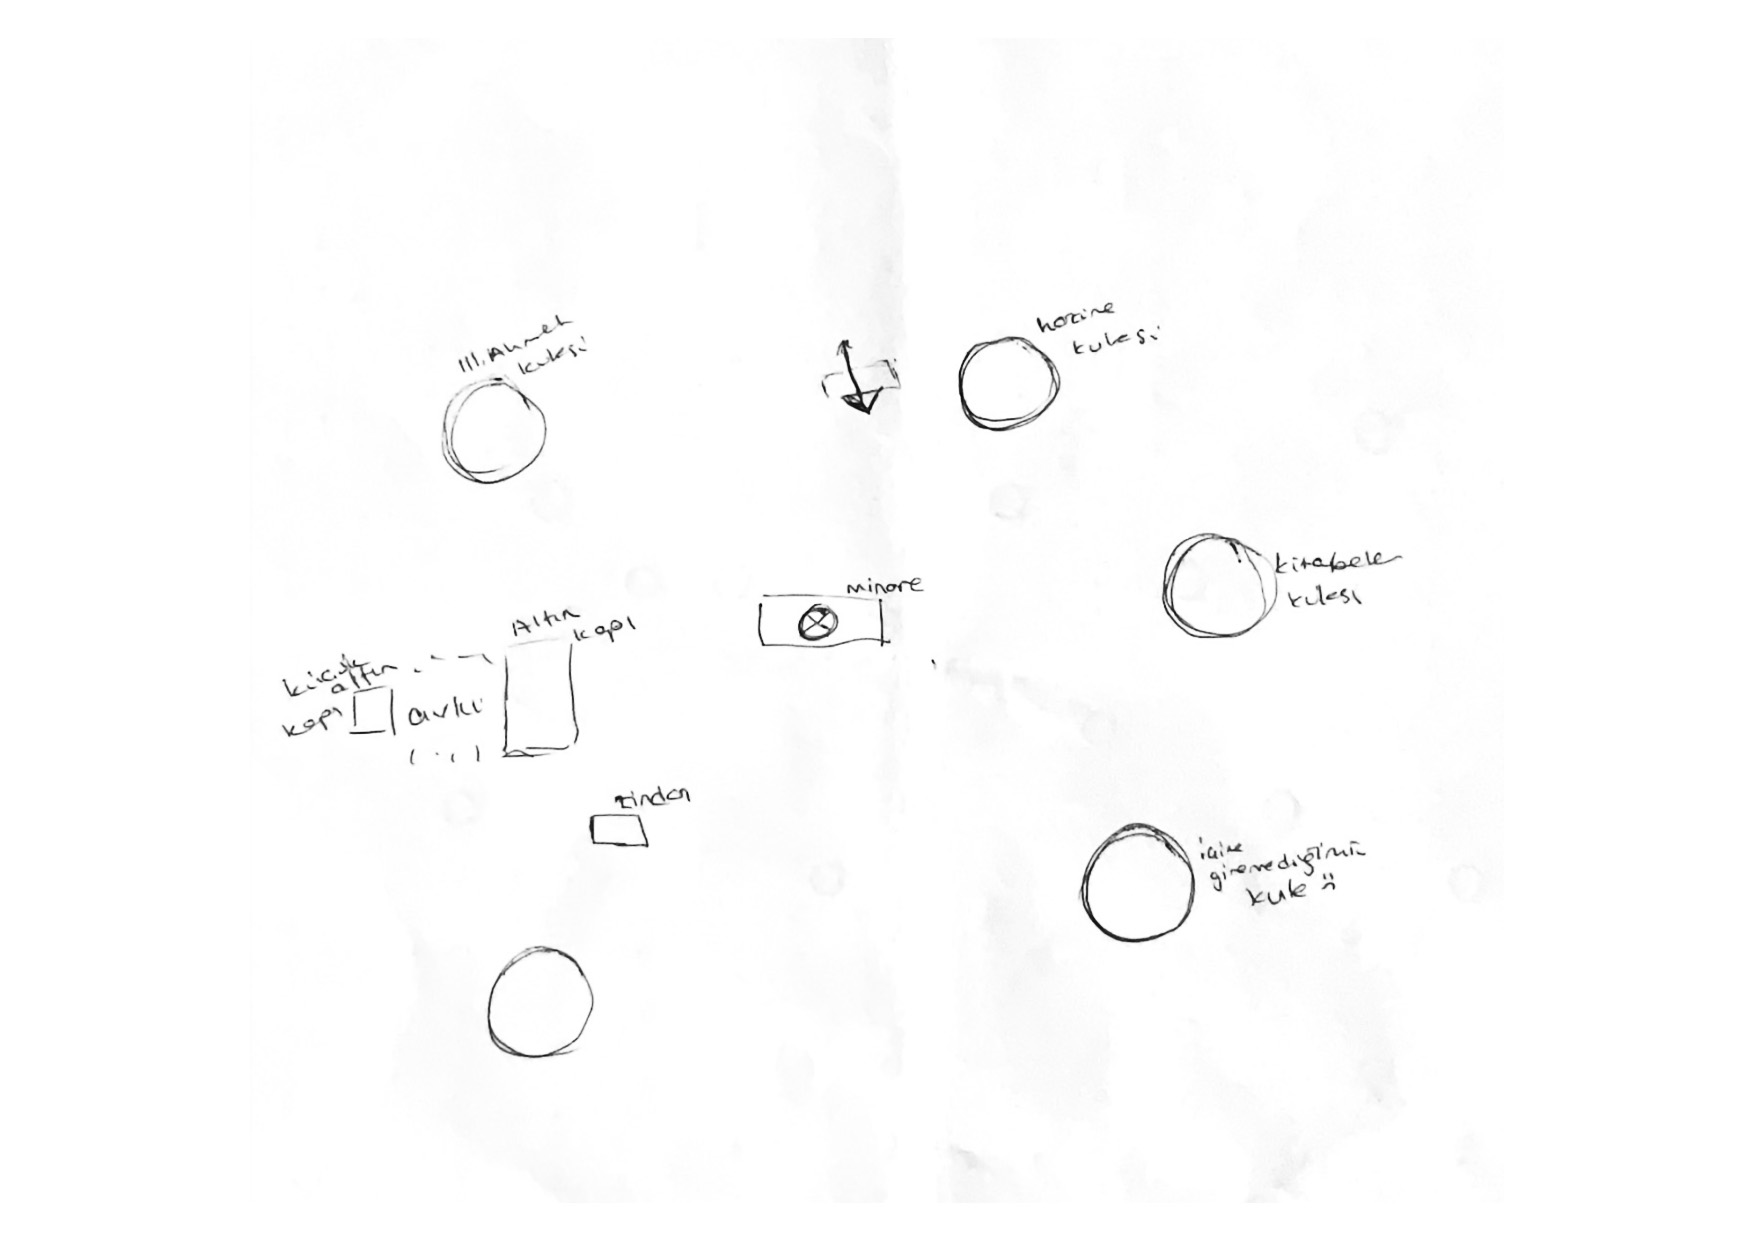 III. Ahmet
kulesi
hazine
kulesi
kitabeler
kulesi
minare
Altın
kapı
küçük
altın
kapı
avlu
zindan
içine
giremediğimiz
kule :(